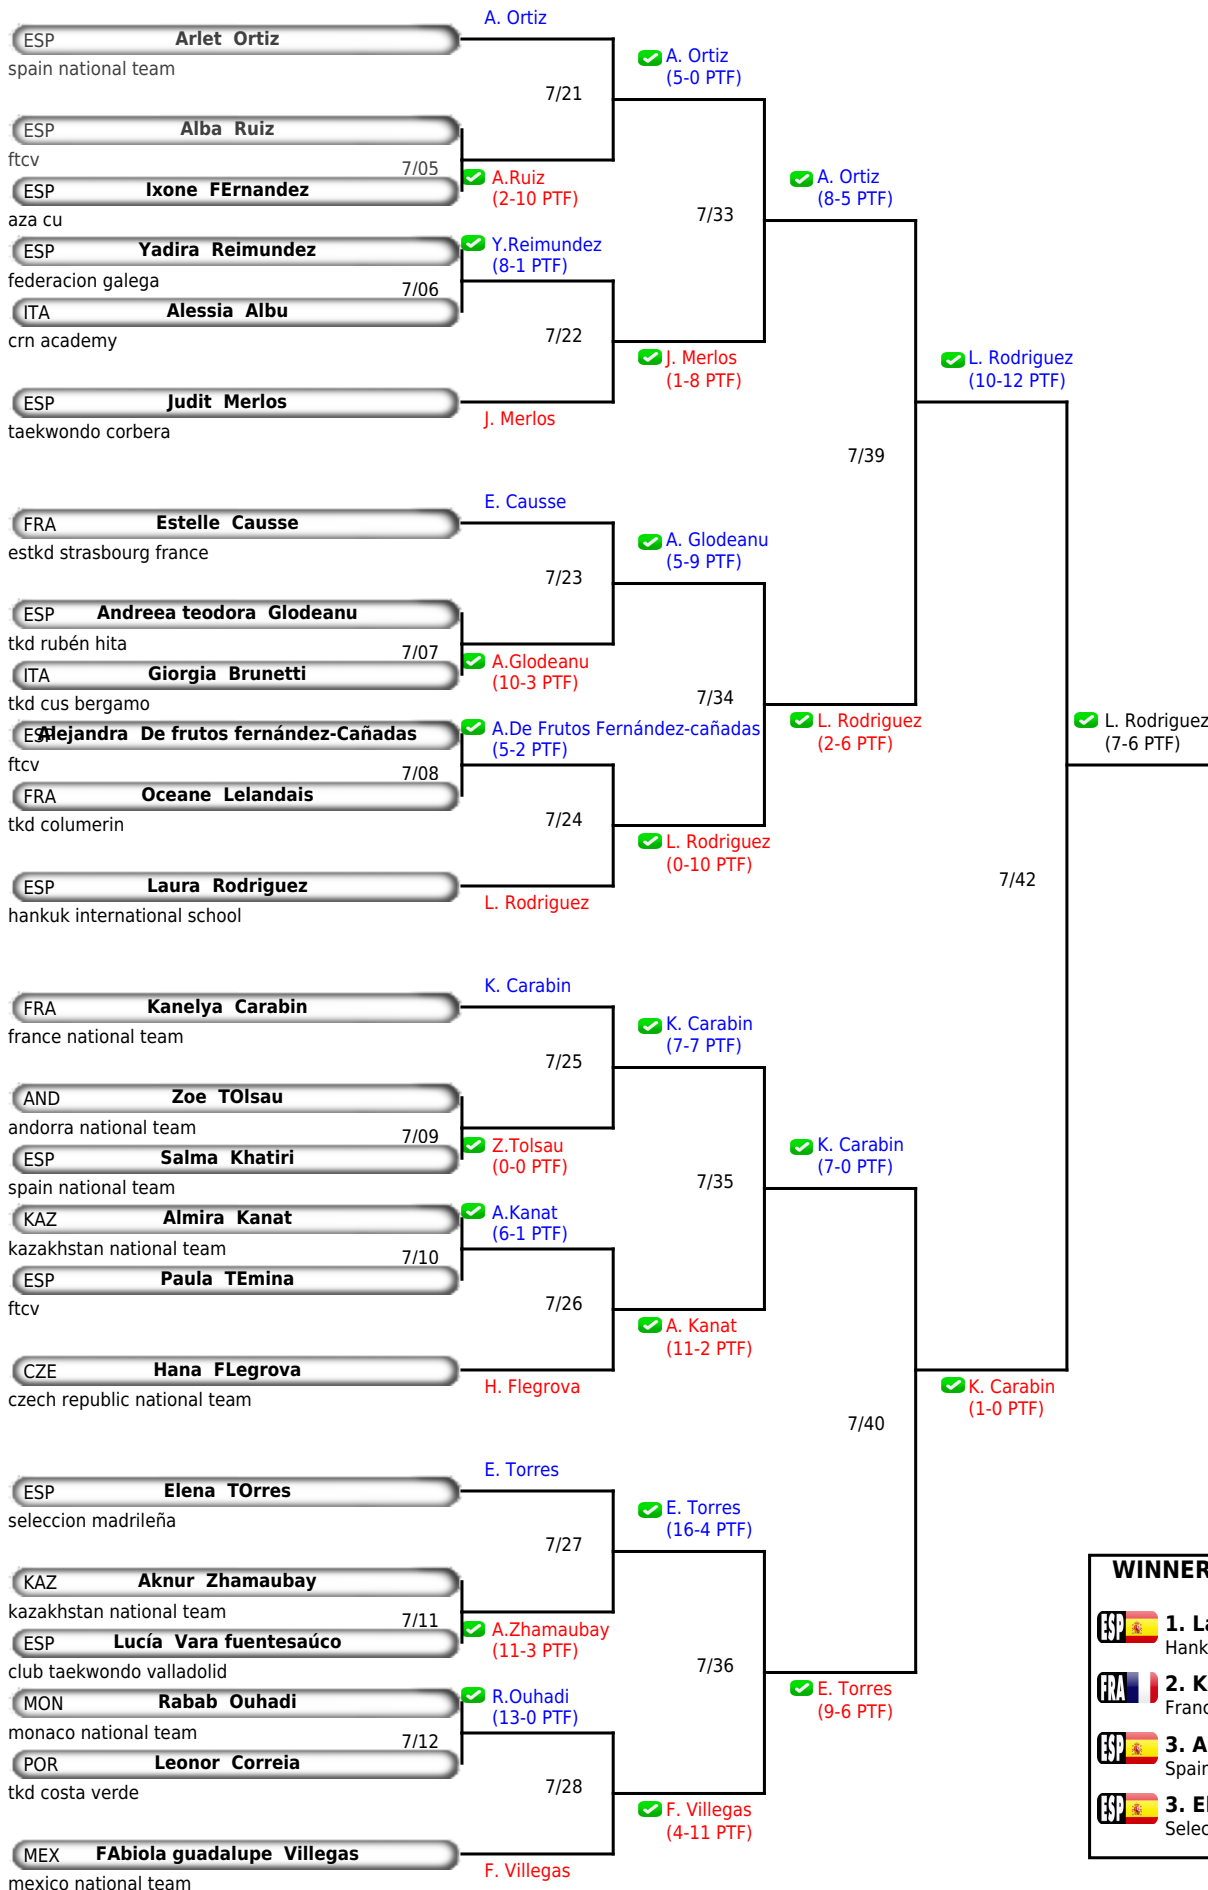 A. Ortiz
ESP Arlet Ortiz
spain national team
A. Ortiz
(5-0 PTF)
7/21
ESP Alba Ruiz
ftcv
7/05
A.Ruiz
(2-10 PTF)
ESP Ixone FErnandez
aza cu
A. Ortiz
(8-5 PTF)
7/33
ESP Yadira Reimundez
federacion galega
Y.Reimundez
(8-1 PTF)
7/06
ITA Alessia Albu
crn academy
7/22
J. Merlos
(1-8 PTF)
L. Rodriguez
(10-12 PTF)
ESP Judit Merlos
taekwondo corbera
J. Merlos
7/39
E. Causse
FRA Estelle Causse
estkd strasbourg france
A. Glodeanu
(5-9 PTF)
7/23
ESP Andreea teodora Glodeanu
tkd rubén hita
7/07
A.Glodeanu
(10-3 PTF)
ITA Giorgia Brunetti
tkd cus bergamo
7/34
ESP Alejandra De frutos fernández-Cañadas
ftcv
A.De Frutos Fernández-cañadas
(5-2 PTF)
L. Rodriguez
(2-6 PTF)
L. Rodriguez
(7-6 PTF)
7/08
FRA Oceane Lelandais
tkd columerin
7/24
L. Rodriguez
(0-10 PTF)
ESP Laura Rodriguez
hankuk international school
L. Rodriguez
7/42
K. Carabin
FRA Kanelya Carabin
france national team
K. Carabin
(7-7 PTF)
7/25
AND Zoe TOlsau
andorra national team
7/09
Z.Tolsau
(0-0 PTF)
ESP Salma Khatiri
spain national team
K. Carabin
(7-0 PTF)
7/35
KAZ Almira Kanat
kazakhstan national team
A.Kanat
(6-1 PTF)
7/10
ESP Paula TEmina
ftcv
7/26
A. Kanat
(11-2 PTF)
CZE Hana FLegrova
czech republic national team
H. Flegrova
K. Carabin
(1-0 PTF)
7/40
E. Torres
ESP Elena TOrres
seleccion madrileña
E. Torres
(16-4 PTF)
7/27
KAZ Aknur Zhamaubay
kazakhstan national team
7/11
A.Zhamaubay
(11-3 PTF)
ESP Lucía Vara fuentesaúco
club taekwondo valladolid
7/36
MON Rabab Ouhadi
monaco national team
R.Ouhadi
(13-0 PTF)
E. Torres
(9-6 PTF)
7/12
POR Leonor Correia
tkd costa verde
7/28
F. Villegas
(4-11 PTF)
MEX FAbiola guadalupe Villegas
mexico national team
F. Villegas
WINNER
ESP 1. La
Hank
FRA 2. K
Franc
ESP 3. A
Spain
ESP 3. El
Selec